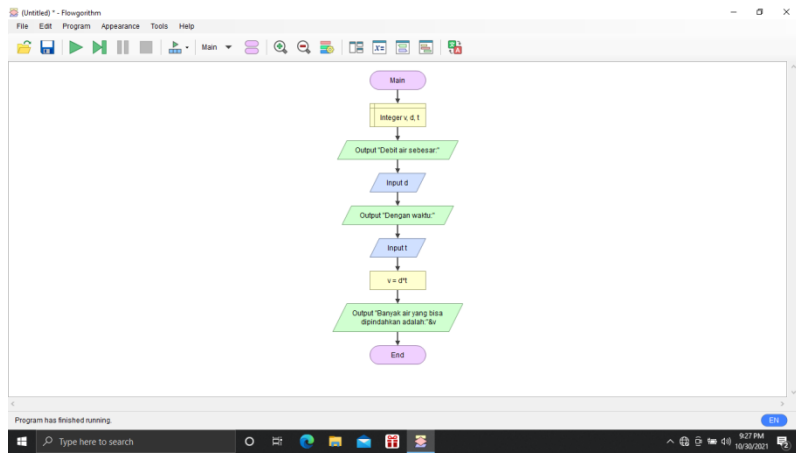 (Untitled) * - Flowgorithm
File Edit Program Appearance Tools Help
Main
Main
Integer v, d, t
Output "Debit air sebesar:"
Input d
Output "Dengan waktu:"
Input t
v = d*t
Output "Banyak air yang bisa
dipindahkan adalah:"&v
End
Program has finished running.
EN
Type here to search
9:27 PM
10/30/2021
2